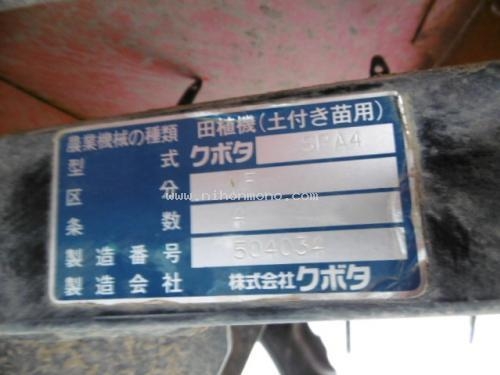 農業機械の種類 田植機(土付き苗用)
型式 クボタ SPA4
区分 F
条数 4
製造番号 504034
製造会社 株式会社クボタ
www.nihonmono.com